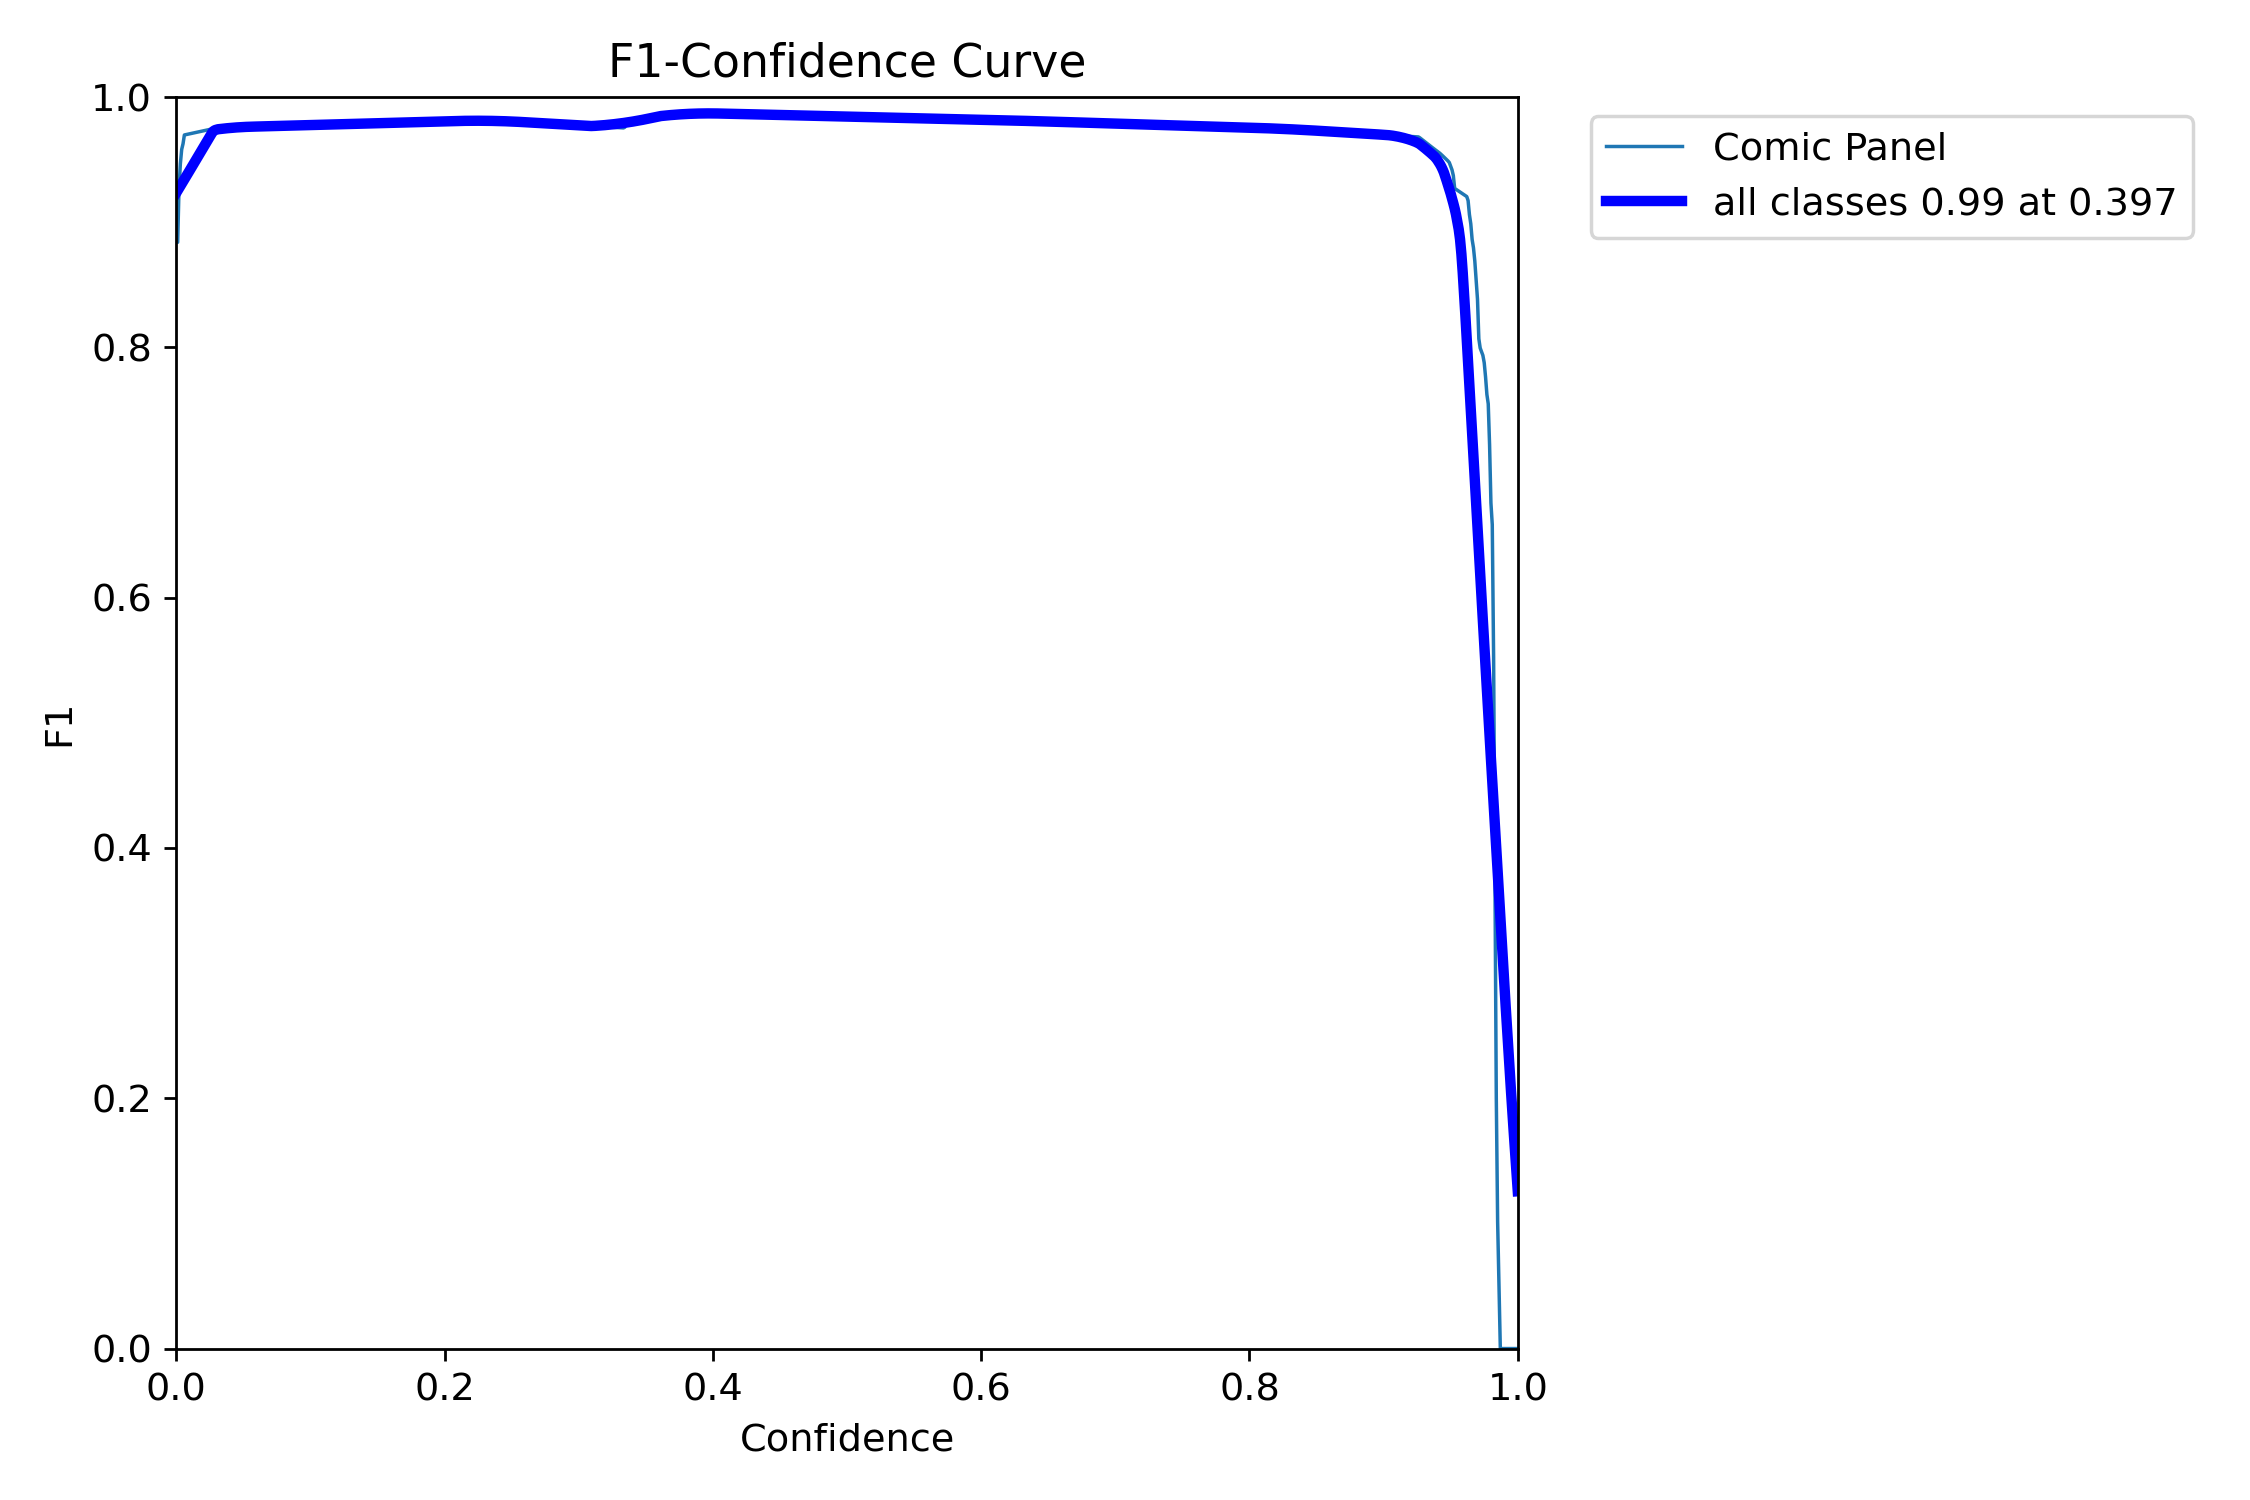 F1-Confidence Curve
1.0
0.8
0.6
0.4
0.2
0.0
F1
0.0 0.2 0.4 0.6 0.8 1.0
Confidence
Comic Panel
all classes 0.99 at 0.397